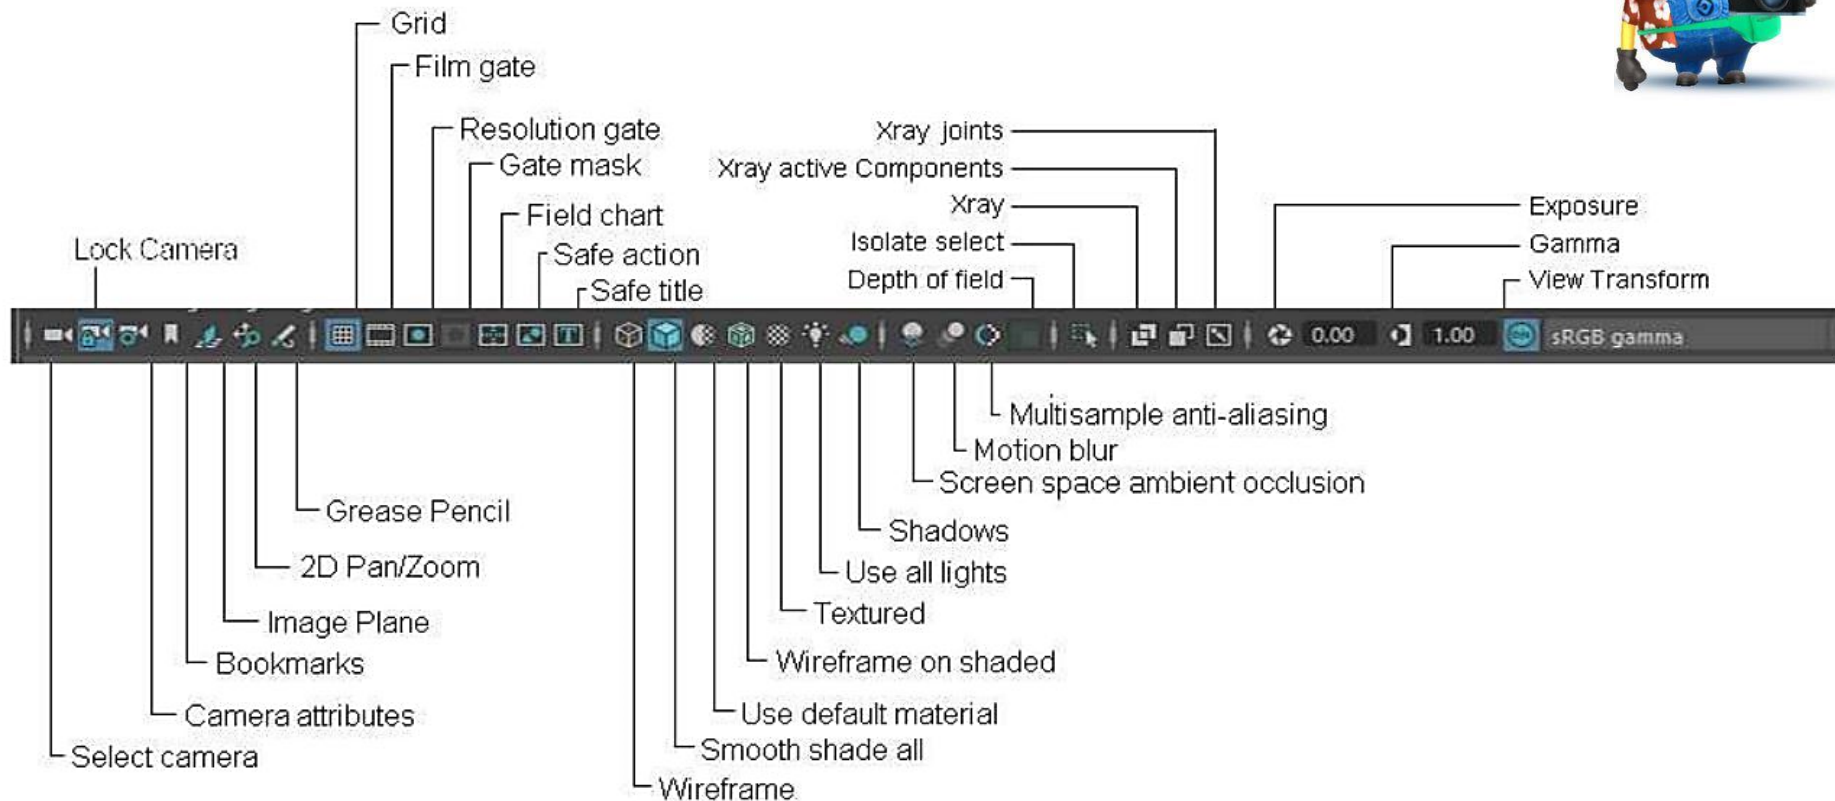 Grid
Film gate
Resolution gate
Gate mask
Field chart
Safe action
Safe title
Lock Camera
Xray joints
Xray active Components
Xray
Isolate select
Depth of field
Exposure
Gamma
View Transform
0.00
1.00
sRGB gamma
Multisample anti-aliasing
Motion blur
Screen space ambient occlusion
Shadows
Use all lights
Textured
Wireframe on shaded
Use default material
Smooth shade all
Wireframe
Grease Pencil
2D Pan/Zoom
Image Plane
Bookmarks
Camera attributes
Select camera